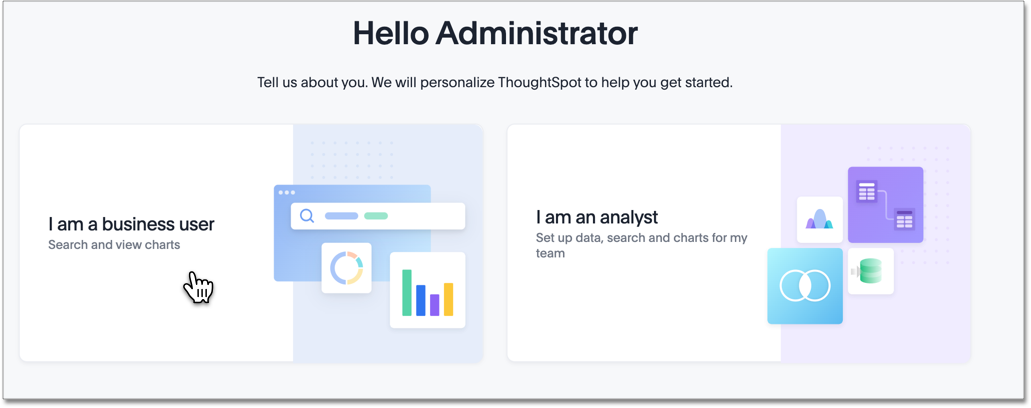 Hello Administrator
Tell us about you. We will personalize ThoughtSpot to help you get started.
I am a business user
Search and view charts
I am an analyst
Set up data, search and charts for my
team